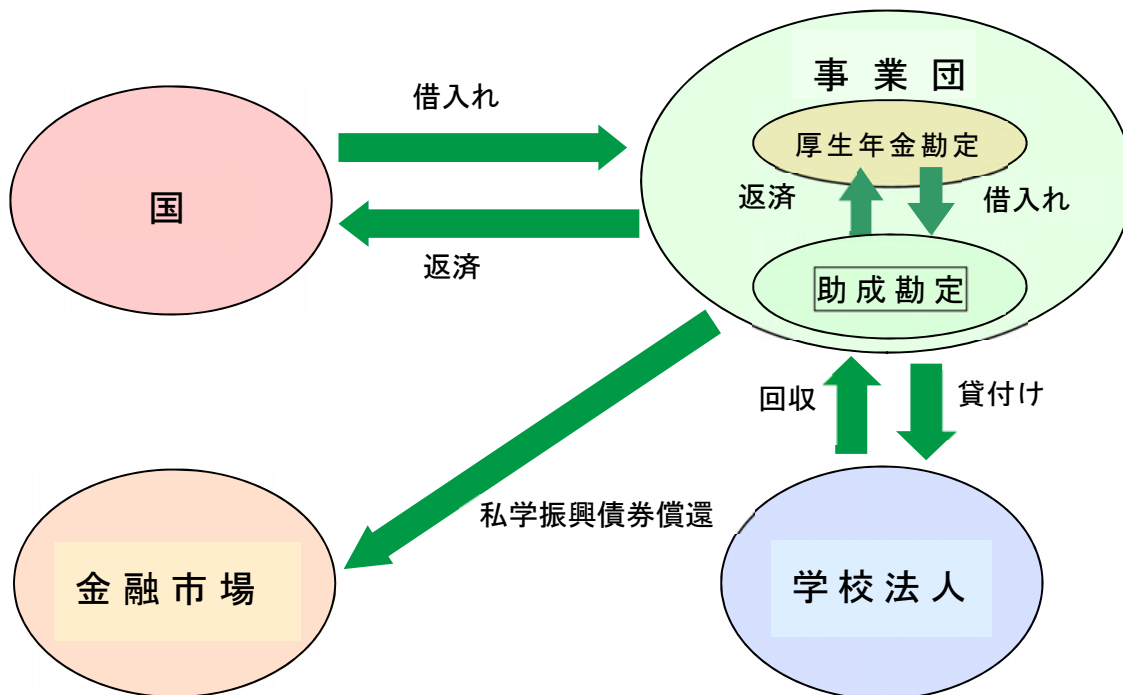 事業団
借入れ
厚生年金勘定
国
返済
借入れ
返済
助成勘定
回収
貸付け
私学振興債券償還
金融市場
学校法人